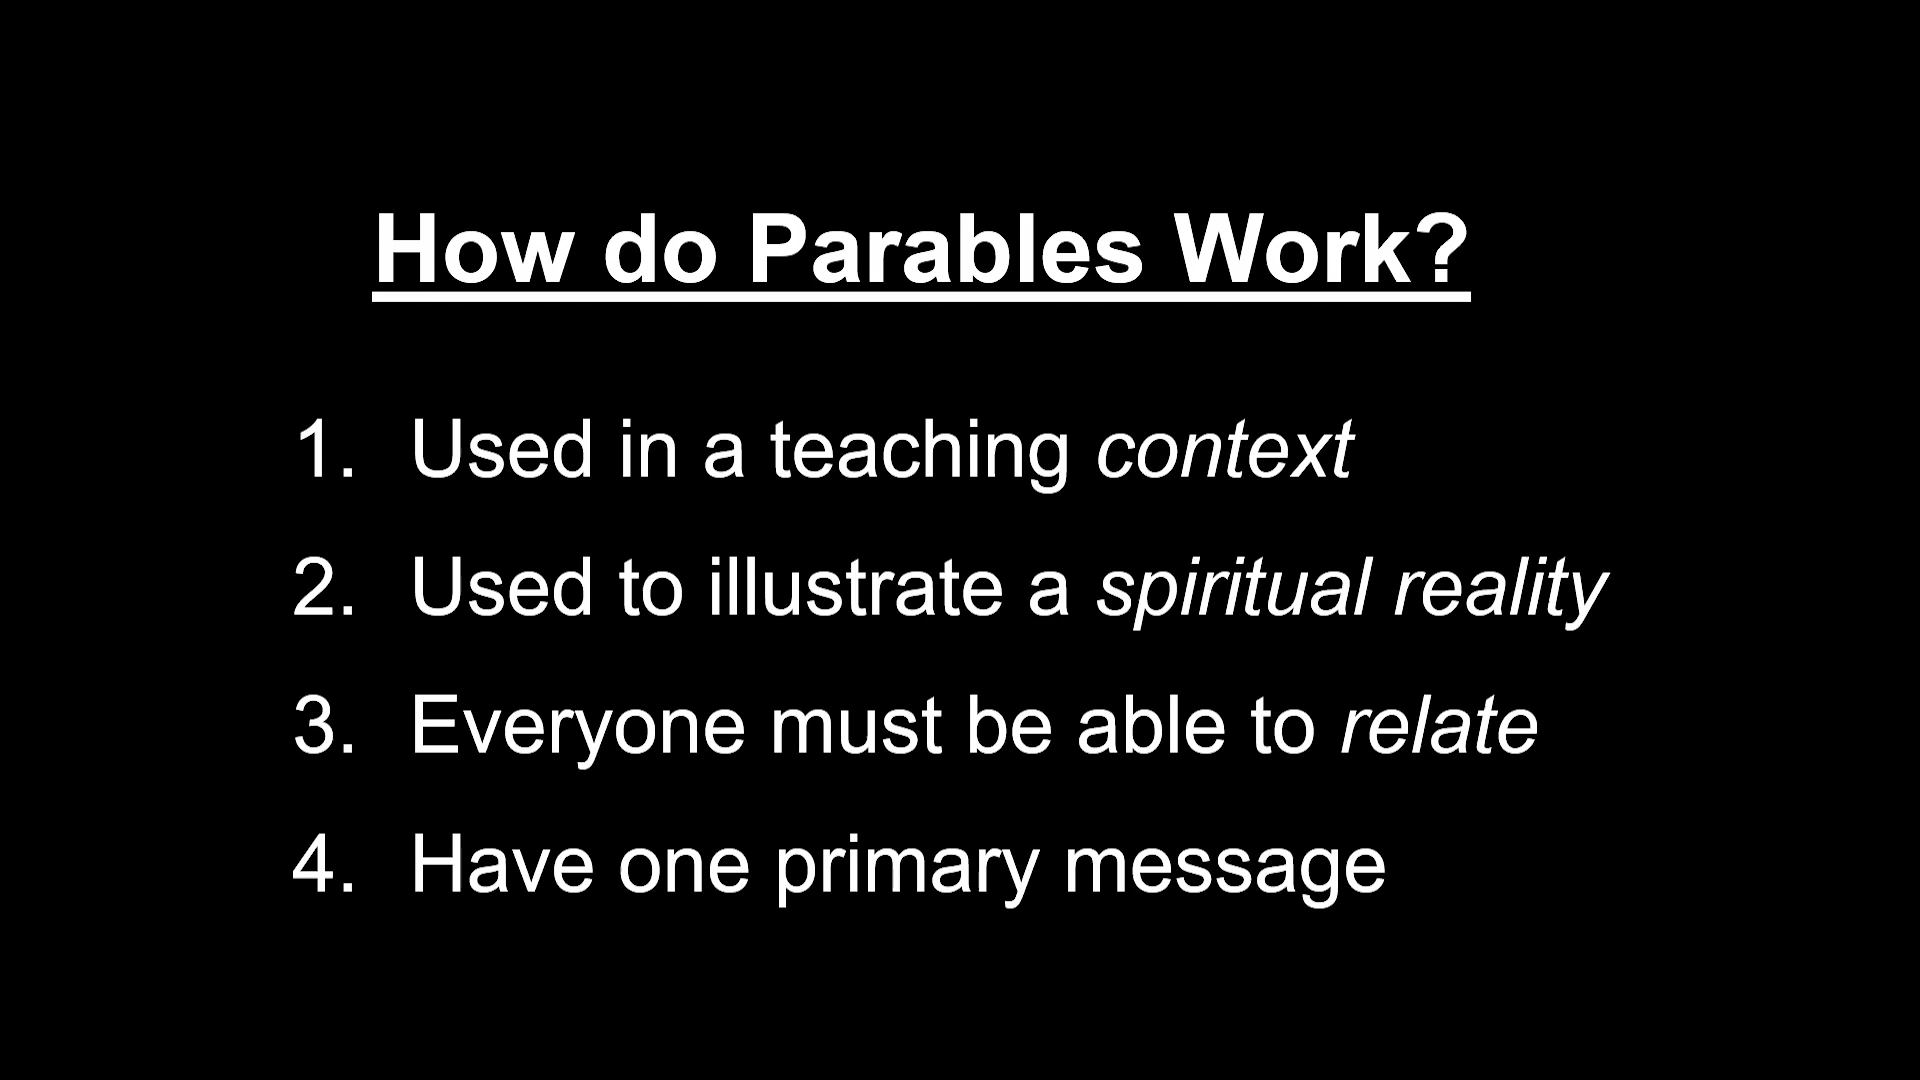 How do Parables Work?
1. Used in a teaching context
2. Used to illustrate a spiritual reality
3. Everyone must be able to relate
4. Have one primary message